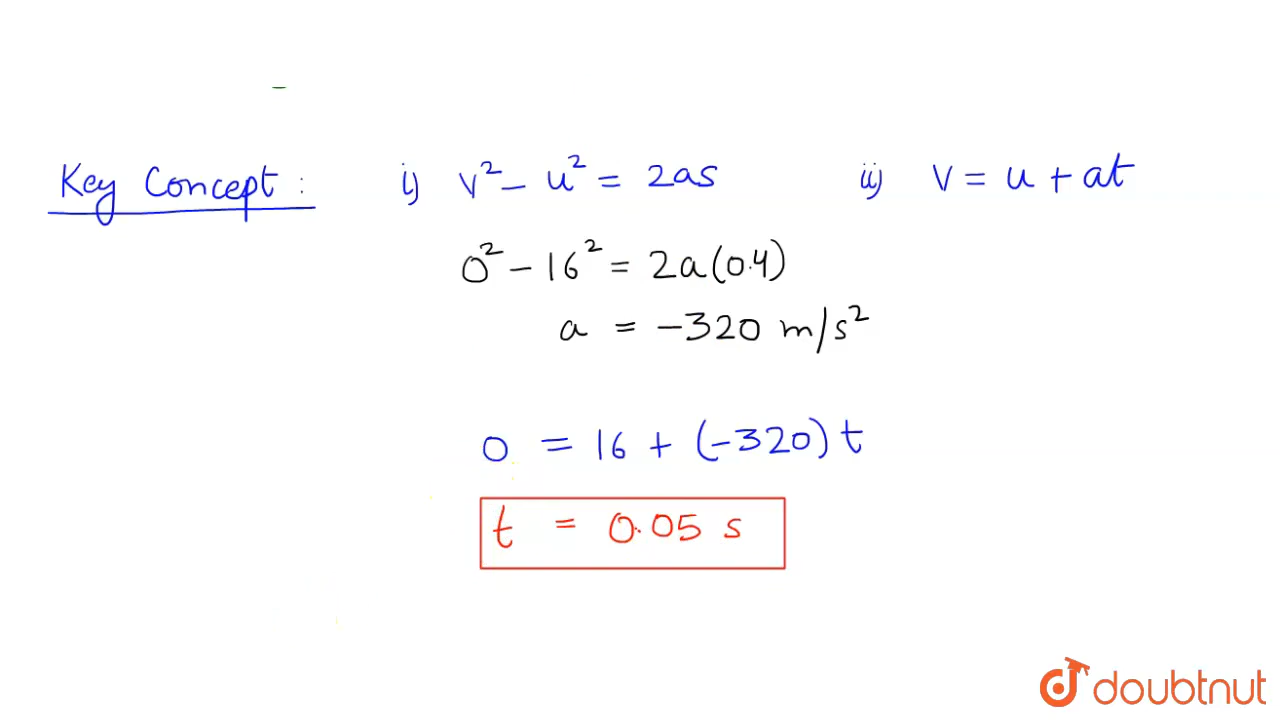 Key Concept : i) v² - u² = 2as ii) v = u + at
0² - 16² = 2a(0.4)
a = -320 m/s²
0 = 16 + (-320) t
t = 0.05 s
doubtnut